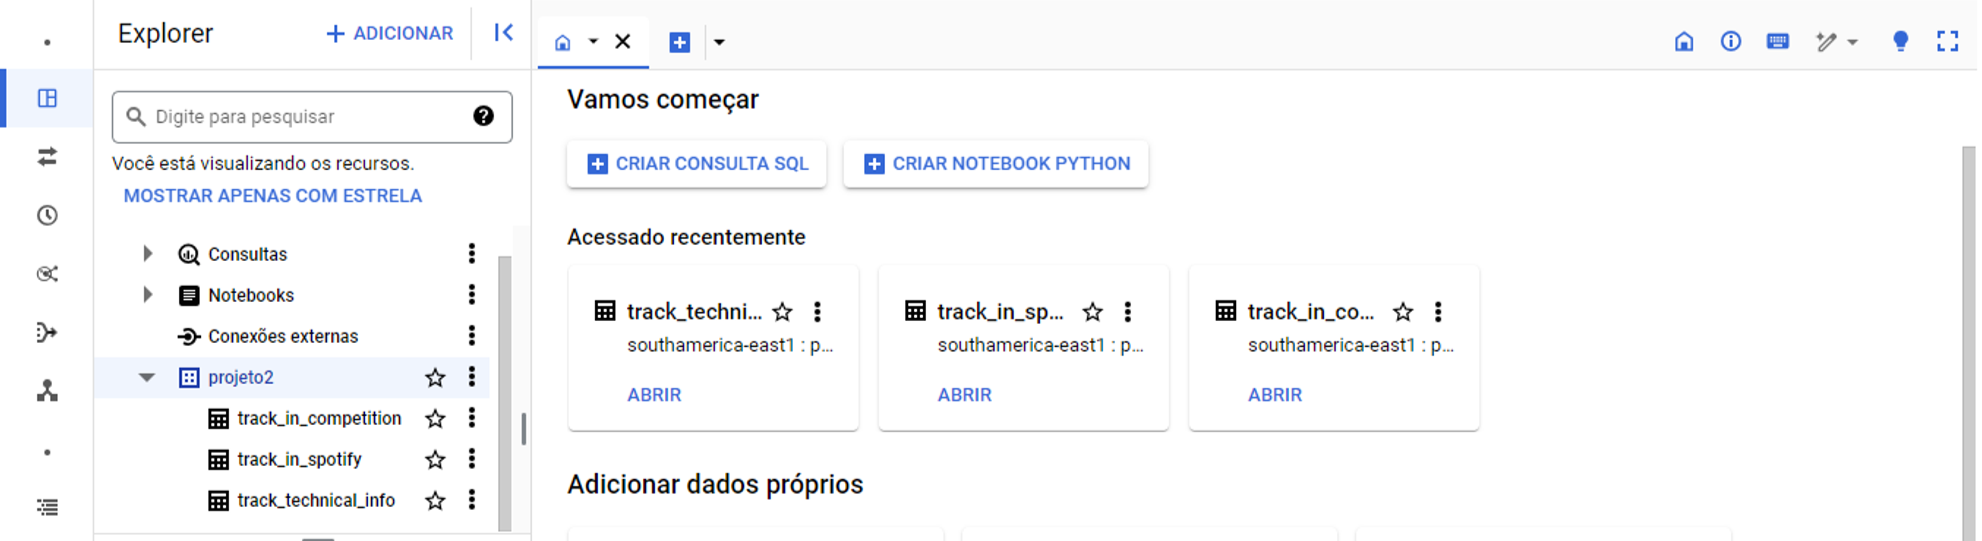 Explorer
+ ADICIONAR
Digite para pesquisar
Você está visualizando os recursos.
MOSTRAR APENAS COM ESTRELA
Consultas
Notebooks
Conexões externas
projeto2
track_in_competition
track_in_spotify
track_technical_info
Vamos começar
CRIAR CONSULTA SQL
CRIAR NOTEBOOK PYTHON
Acessado recentemente
track_techni...
southamerica-east1 : p...
ABRIR
track_in_sp...
southamerica-east1 : p...
ABRIR
track_in_co...
southamerica-east1 : p...
ABRIR
Adicionar dados próprios